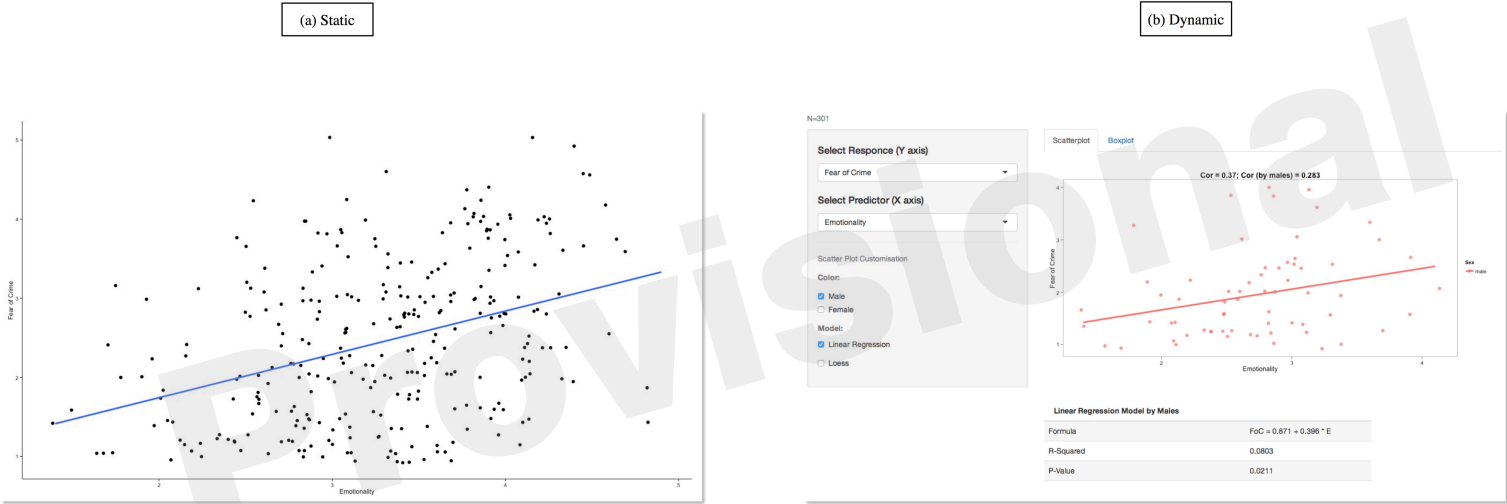 (a) Static
(b) Dynamic
5
4
3
2
1
Fear of Crime
2
3
4
5
Emotionality
N=301
Select Responce (Y axis)
Fear of Crime
Select Predictor (X axis)
Emotionality
Scatter Plot Customisation
Color:
Male
Female
Model:
Linear Regression
Loess
Scatterplot Boxplot
Cor = 0.37; Cor (by males) = 0.283
4
3
2
1
Fear of Crime
2
3
4
Emotionality
Sex
male
Linear Regression Model by Males
Formula FoC = 0.871 + 0.396 * E
R-Squared 0.0803
P-Value 0.0211
Provisional